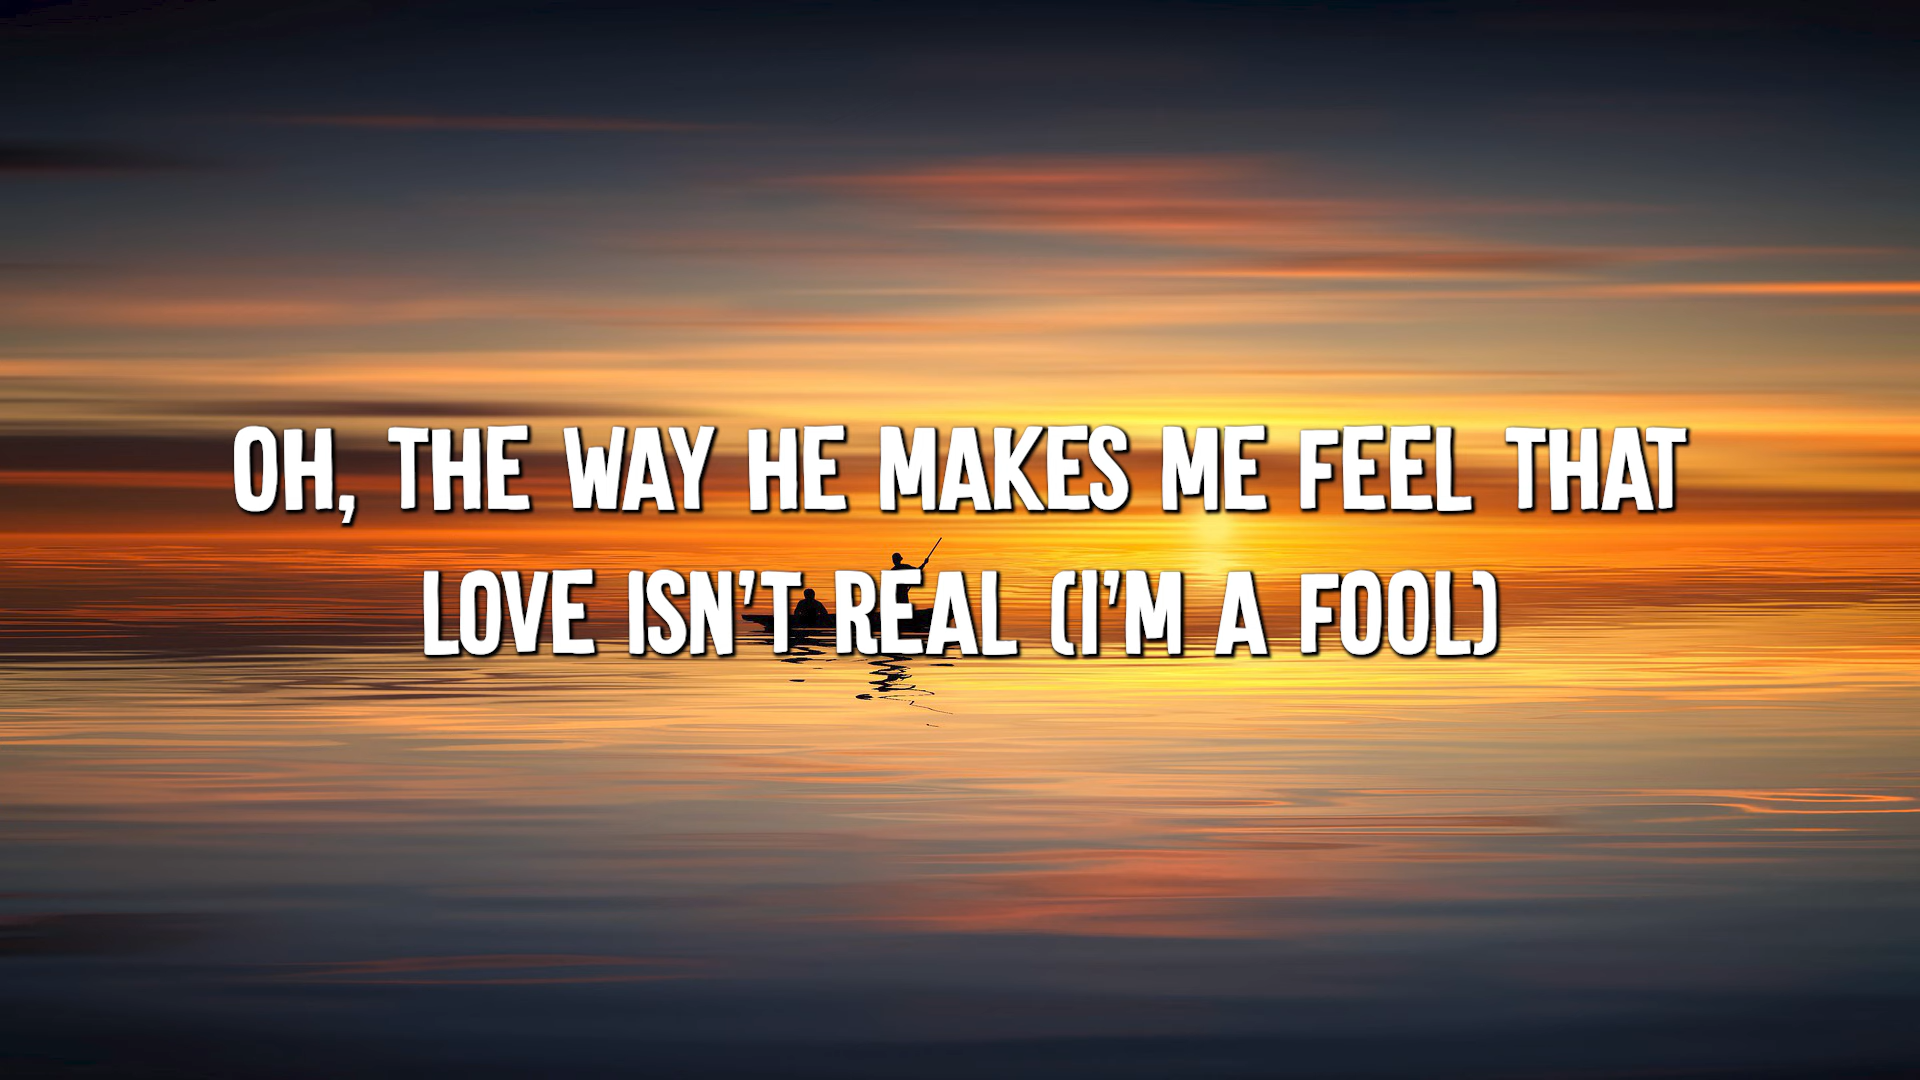 OH, THE WAY HE MAKES ME FEEL THAT
LOVE ISN'T REAL (I'M A FOOL)